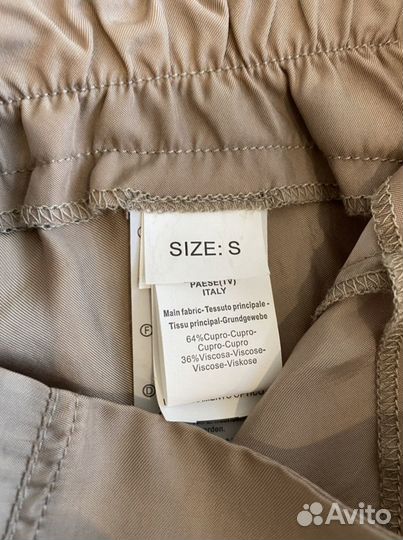 SIZE: S
PAESE(TV)
ITALY
Main fabric-Tessuto principale -
Tissu principal-Grundgewebe
64%Cupro-Cupro-
Cupro-Cupro
36%Viscosa-Viscose-
Viscose-Viskose
F
D
Avito